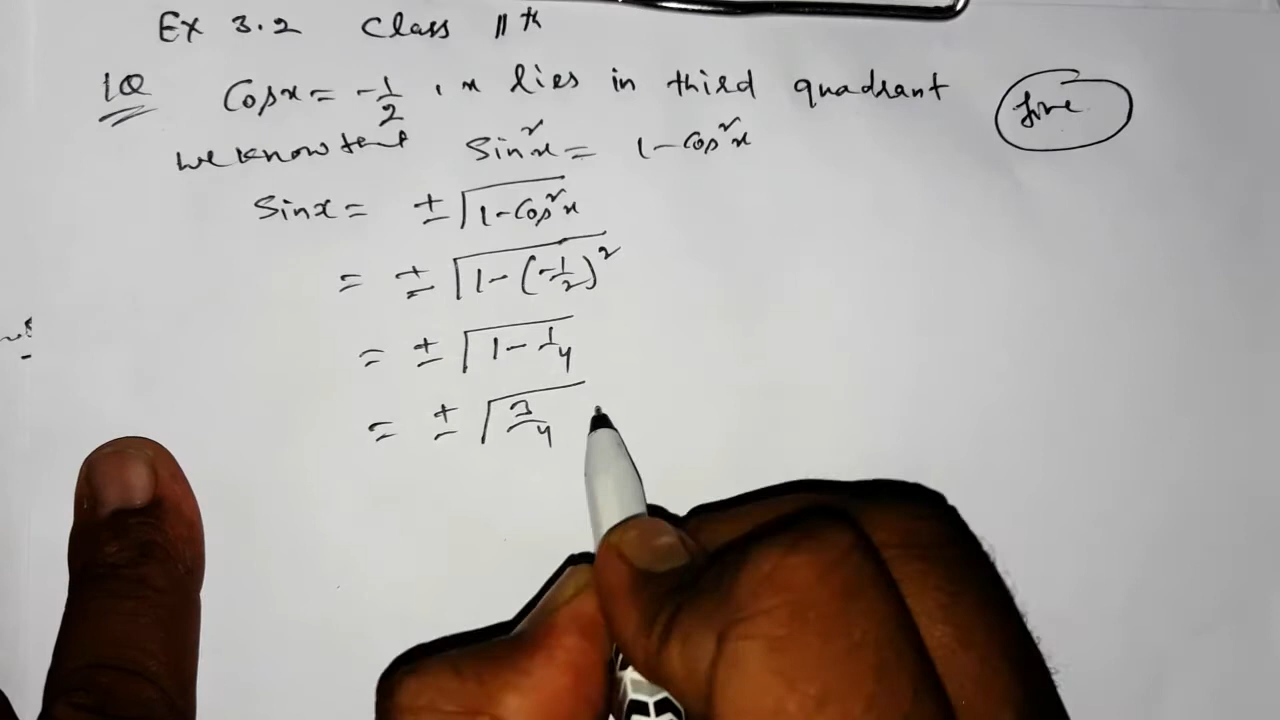 Ex 3.2 Class 11th
1Q Cosx = -1/2 , x lies in third quadrant
we know that Sin²x = 1-Cos²x
Sinx = ± √1-Cos²x
= ± √1-(-1/2)²
= ± √1-1/4
= ± √3/4